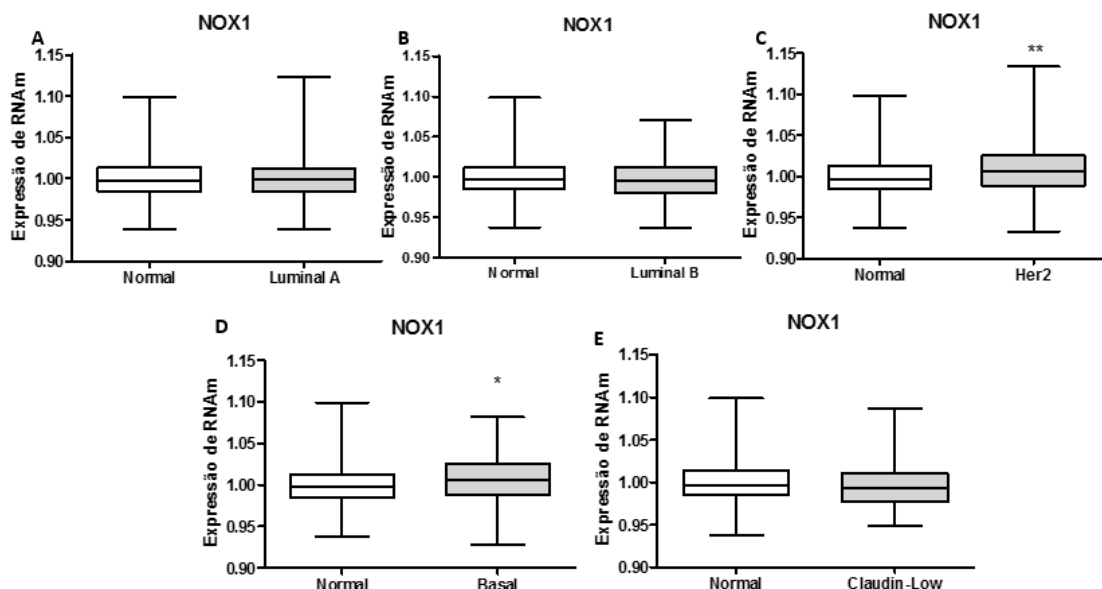 A
NOX1
Expressão de RNAm
1.15
1.10
1.05
1.00
0.95
0.90
Normal
Luminal A
B
NOX1
Expressão de RNAm
1.15
1.10
1.05
1.00
0.95
0.90
Normal
Luminal B
C
NOX1
Expressão de RNAm
1.15
1.10
1.05
1.00
0.95
0.90
**
Normal
Her2
D
NOX1
Expressão de RNAm
1.15
1.10
1.05
1.00
0.95
0.90
*
Normal
Basal
E
NOX1
Expressão de RNAm
1.15
1.10
1.05
1.00
0.95
0.90
Normal
Claudin-Low